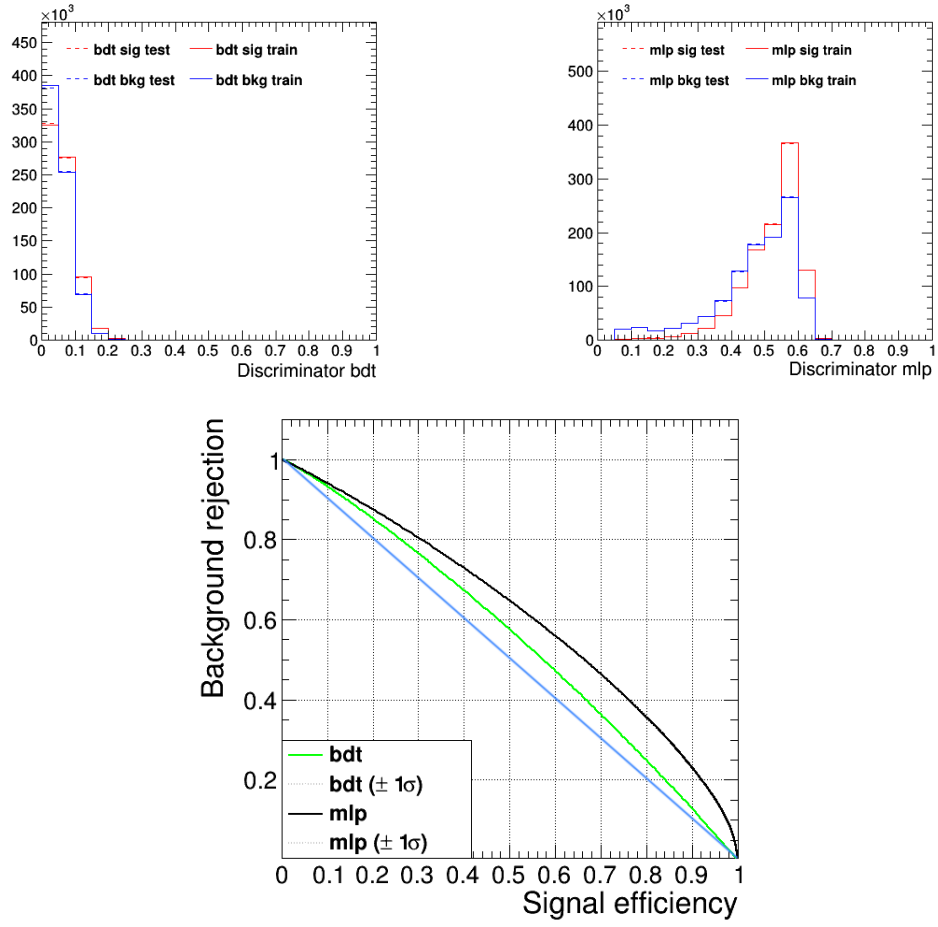 ×10³
450
400
350
300
250
200
150
100
50
0
bdt sig test
bdt sig train
bdt bkg test
bdt bkg train
0 0.1 0.2 0.3 0.4 0.5 0.6 0.7 0.8 0.9 1
Discriminator bdt
×10³
500
400
300
200
100
0
mlp sig test
mlp sig train
mlp bkg test
mlp bkg train
0 0.1 0.2 0.3 0.4 0.5 0.6 0.7 0.8 0.9 1
Discriminator mlp
Background rejection
1
0.8
0.6
0.4
0.2
bdt
bdt (± 1σ)
mlp
mlp (± 1σ)
0 0.1 0.2 0.3 0.4 0.5 0.6 0.7 0.8 0.9 1
Signal efficiency